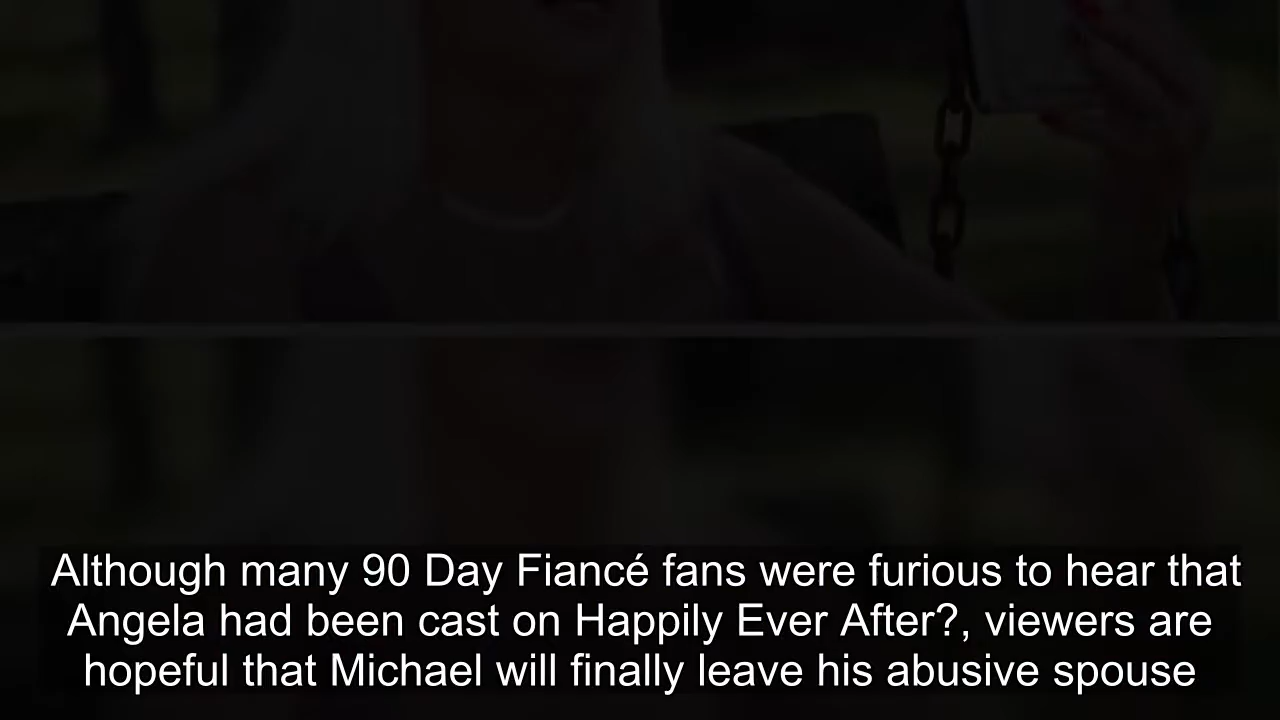 Although many 90 Day Fiancé fans were furious to hear that
Angela had been cast on Happily Ever After?, viewers are
hopeful that Michael will finally leave his abusive spouse